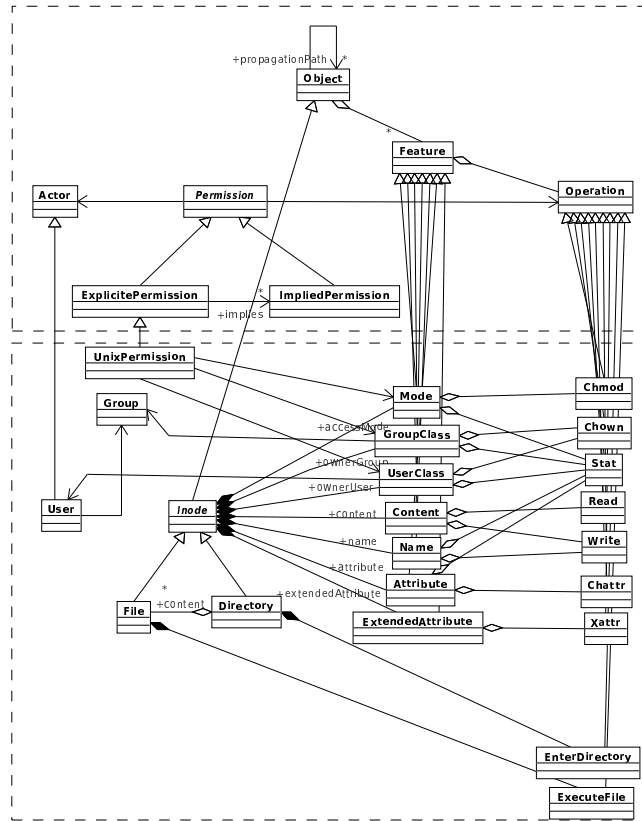 +propagationPath
*
Object
*
Feature
Actor
Permission
Operation
*
ExplicitePermission
ImpliedPermission
+implies
UnixPermission
Chmod
Mode
Group
+accessMode
GroupClass
Chown
+ownerGroup
UserClass
Stat
+ownerUser
User
Inode
+content
Content
Read
+name
Name
Write
+attribute
Attribute
Chattr
*
+content
+extendedAttribute
File
Directory
ExtendedAttribute
Xattr
EnterDirectory
ExecuteFile